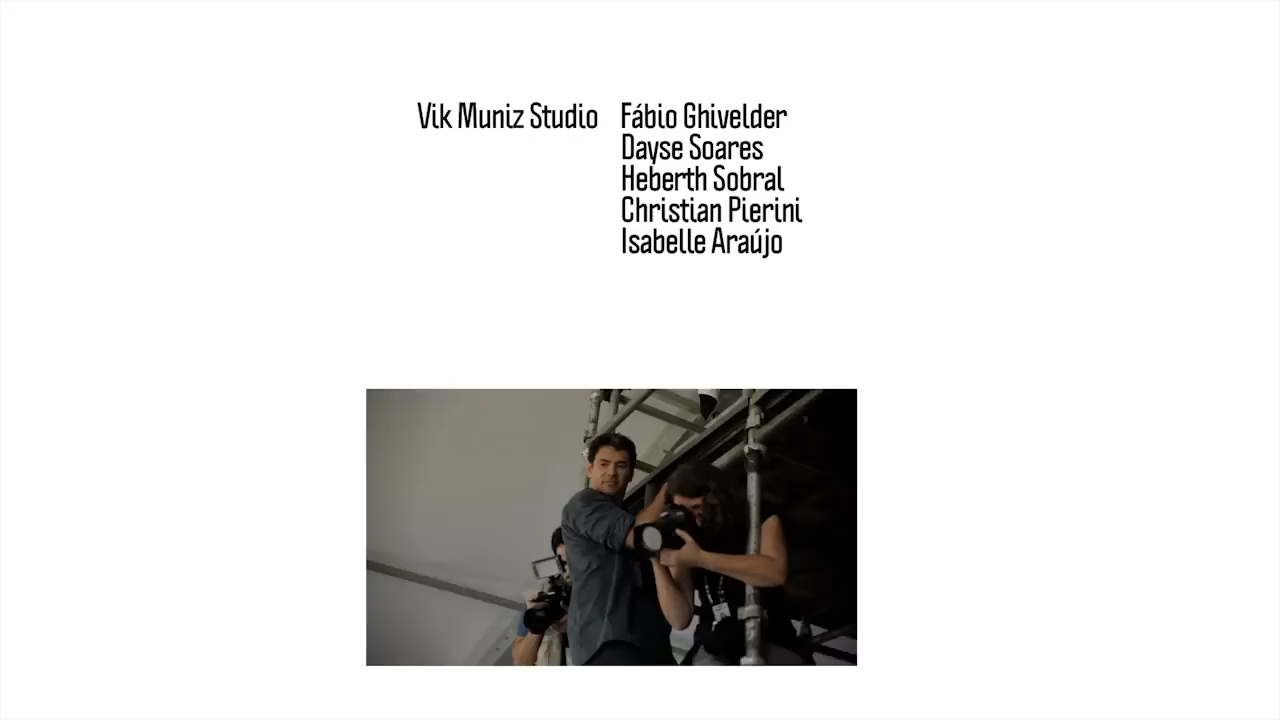 Vik Muniz Studio Fábio Ghivelder
Dayse Soares
Heberth Sobral
Christian Pierini
Isabelle Araújo